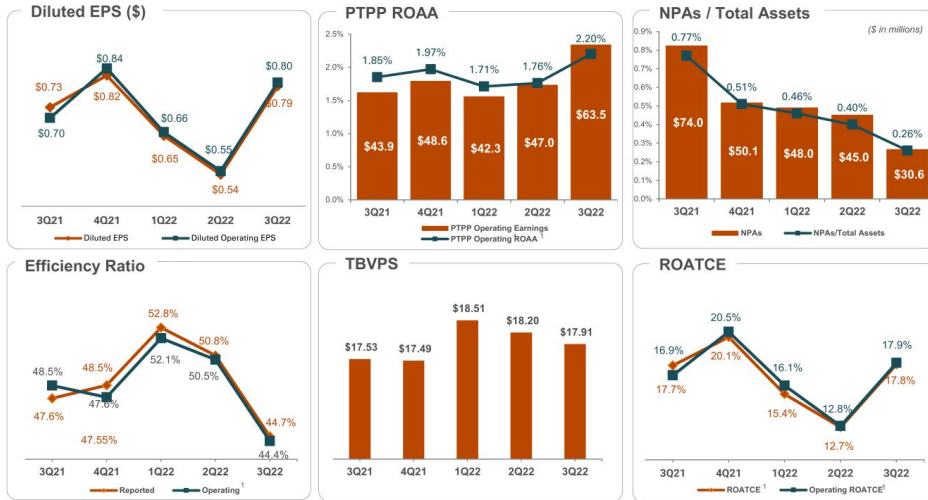 Diluted EPS ($)
$0.84
$0.80
$0.73
$0.82
$0.79
$0.70
$0.66
$0.65
$0.55
$0.54
3Q21 4Q21 1Q22 2Q22 3Q22
Diluted EPS Diluted Operating EPS
PTPP ROAA
2.5%
2.0%
1.5%
1.0%
0.5%
0.0%
1.85% 1.97% 1.71% 1.76% 2.20%
$43.9 $48.6 $42.3 $47.0 $63.5
3Q21 4Q21 1Q22 2Q22 3Q22
PTPP Operating Earnings
PTPP Operating ROAA 1
NPAs / Total Assets
($ in millions)
0.9%
0.8%
0.7%
0.6%
0.5%
0.4%
0.3%
0.2%
0.1%
0.0%
0.77% 0.51% 0.46% 0.40% 0.26%
$74.0 $50.1 $48.0 $45.0 $30.6
3Q21 4Q21 1Q22 2Q22 3Q22
NPAs NPAs/Total Assets
Efficiency Ratio
52.8%
50.8%
48.5% 48.5%
52.1%
50.5%
47.6% 47.6%
47.55%
44.7%
44.4%
3Q21 4Q21 1Q22 2Q22 3Q22
Reported Operating 1
TBVPS
$17.53 $17.49 $18.51 $18.20 $17.91
3Q21 4Q21 1Q22 2Q22 3Q22
ROATCE
20.5%
16.9% 16.1% 17.9%
17.7% 20.1% 17.8%
15.4% 12.8%
12.7%
3Q21 4Q21 1Q22 2Q22 3Q22
ROATCE 1 Operating ROATCE 1